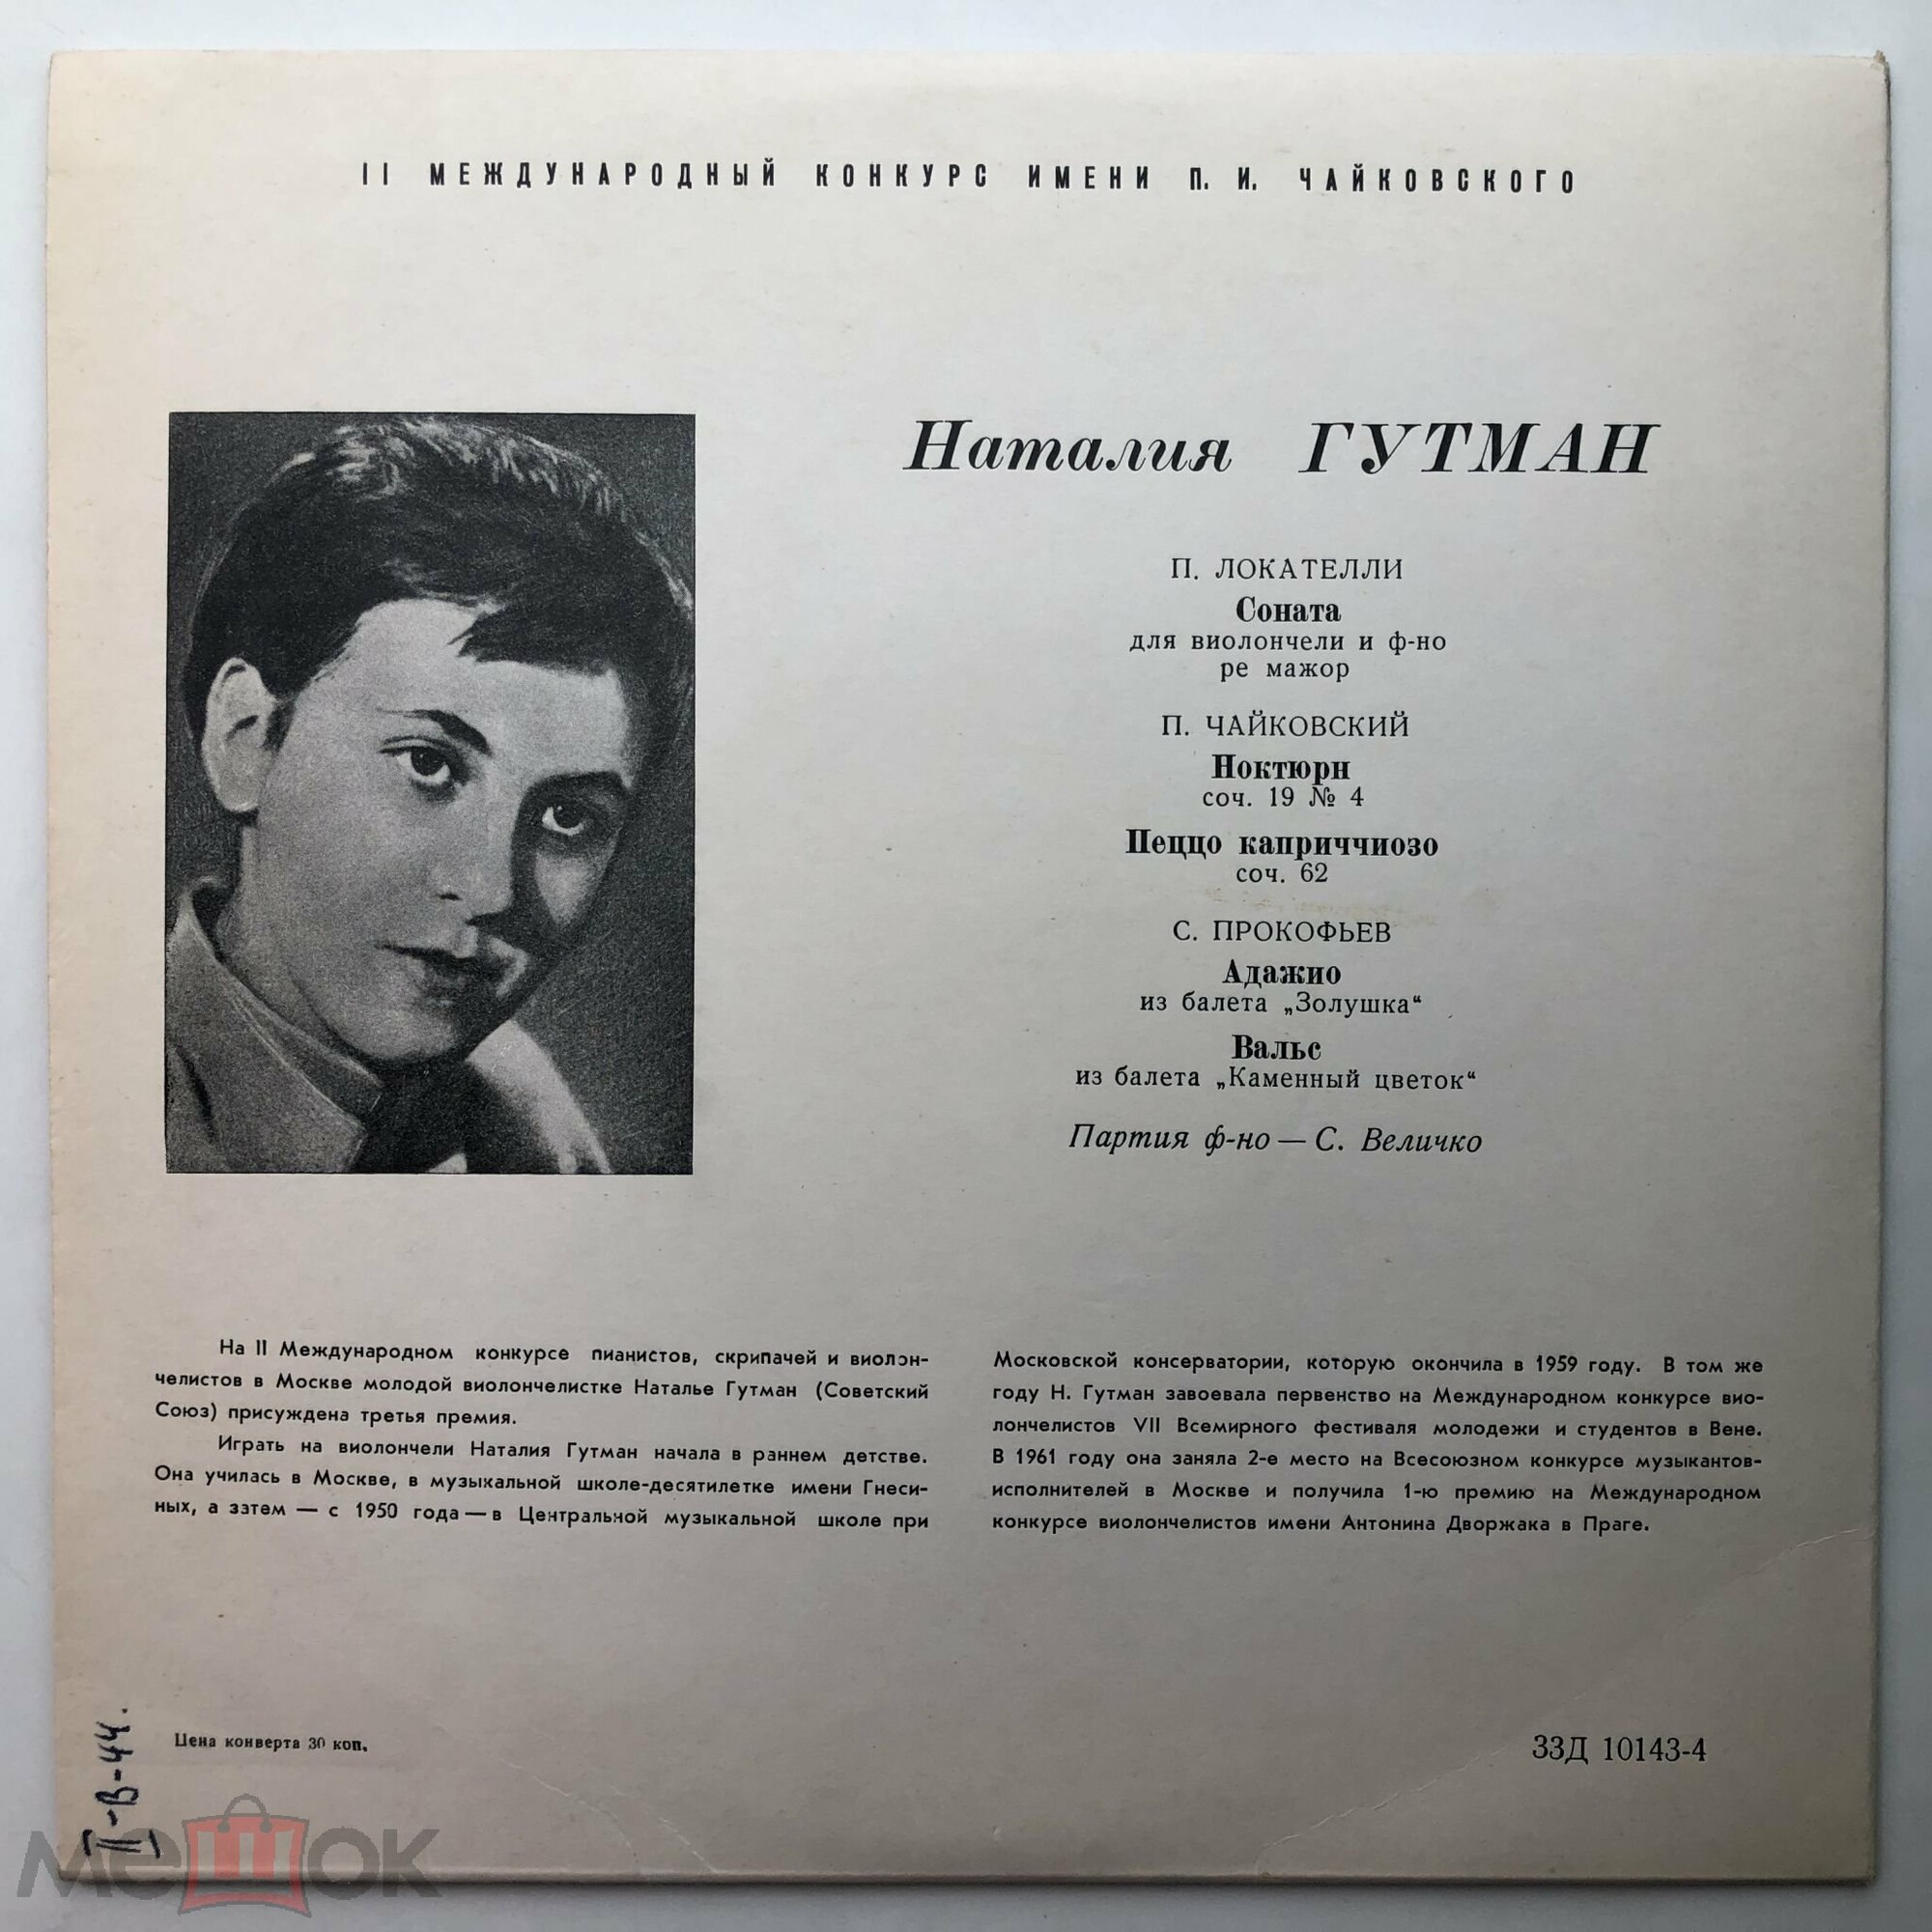 II МЕЖДУНАРОДНЫЙ КОНКУРС ИМЕНИ П. И. ЧАЙКОВСКОГО
Наталия ГУТМАН
П. ЛОКАТЕЛЛИ
Соната
для виолончели и ф-но
ре мажор
П. ЧАЙКОВСКИЙ
Ноктюрн
соч. 19 № 4
Пеццо каприччиозо
соч. 62
С. ПРОКОФЬЕВ
Адажио
из балета „Золушка“
Вальс
из балета „Каменный цветок“
Партия ф-но — С. Величко
На II Международном конкурсе пианистов, скрипачей и виолон-
челистов в Москве молодой виолончелистке Наталье Гутман (Советский
Союз) присуждена третья премия.
Играть на виолончели Наталия Гутман начала в раннем детстве.
Она училась в Москве, в музыкальной школе-десятилетке имени Гнеси-
ных, а затем — с 1950 года — в Центральной музыкальной школе при
Московской консерватории, которую окончила в 1959 году. В том же
году Н. Гутман завоевала первенство на Международном конкурсе вио-
лончелистов VII Всемирного фестиваля молодежи и студентов в Вене.
В 1961 году она заняла 2-е место на Всесоюзном конкурсе музыкантов-
исполнителей в Москве и получила 1-ю премию на Международном
конкурсе виолончелистов имени Антонина Дворжака в Праге.
Цена конверта 30 коп.
33Д 10143-4
II-В-44.
мешок